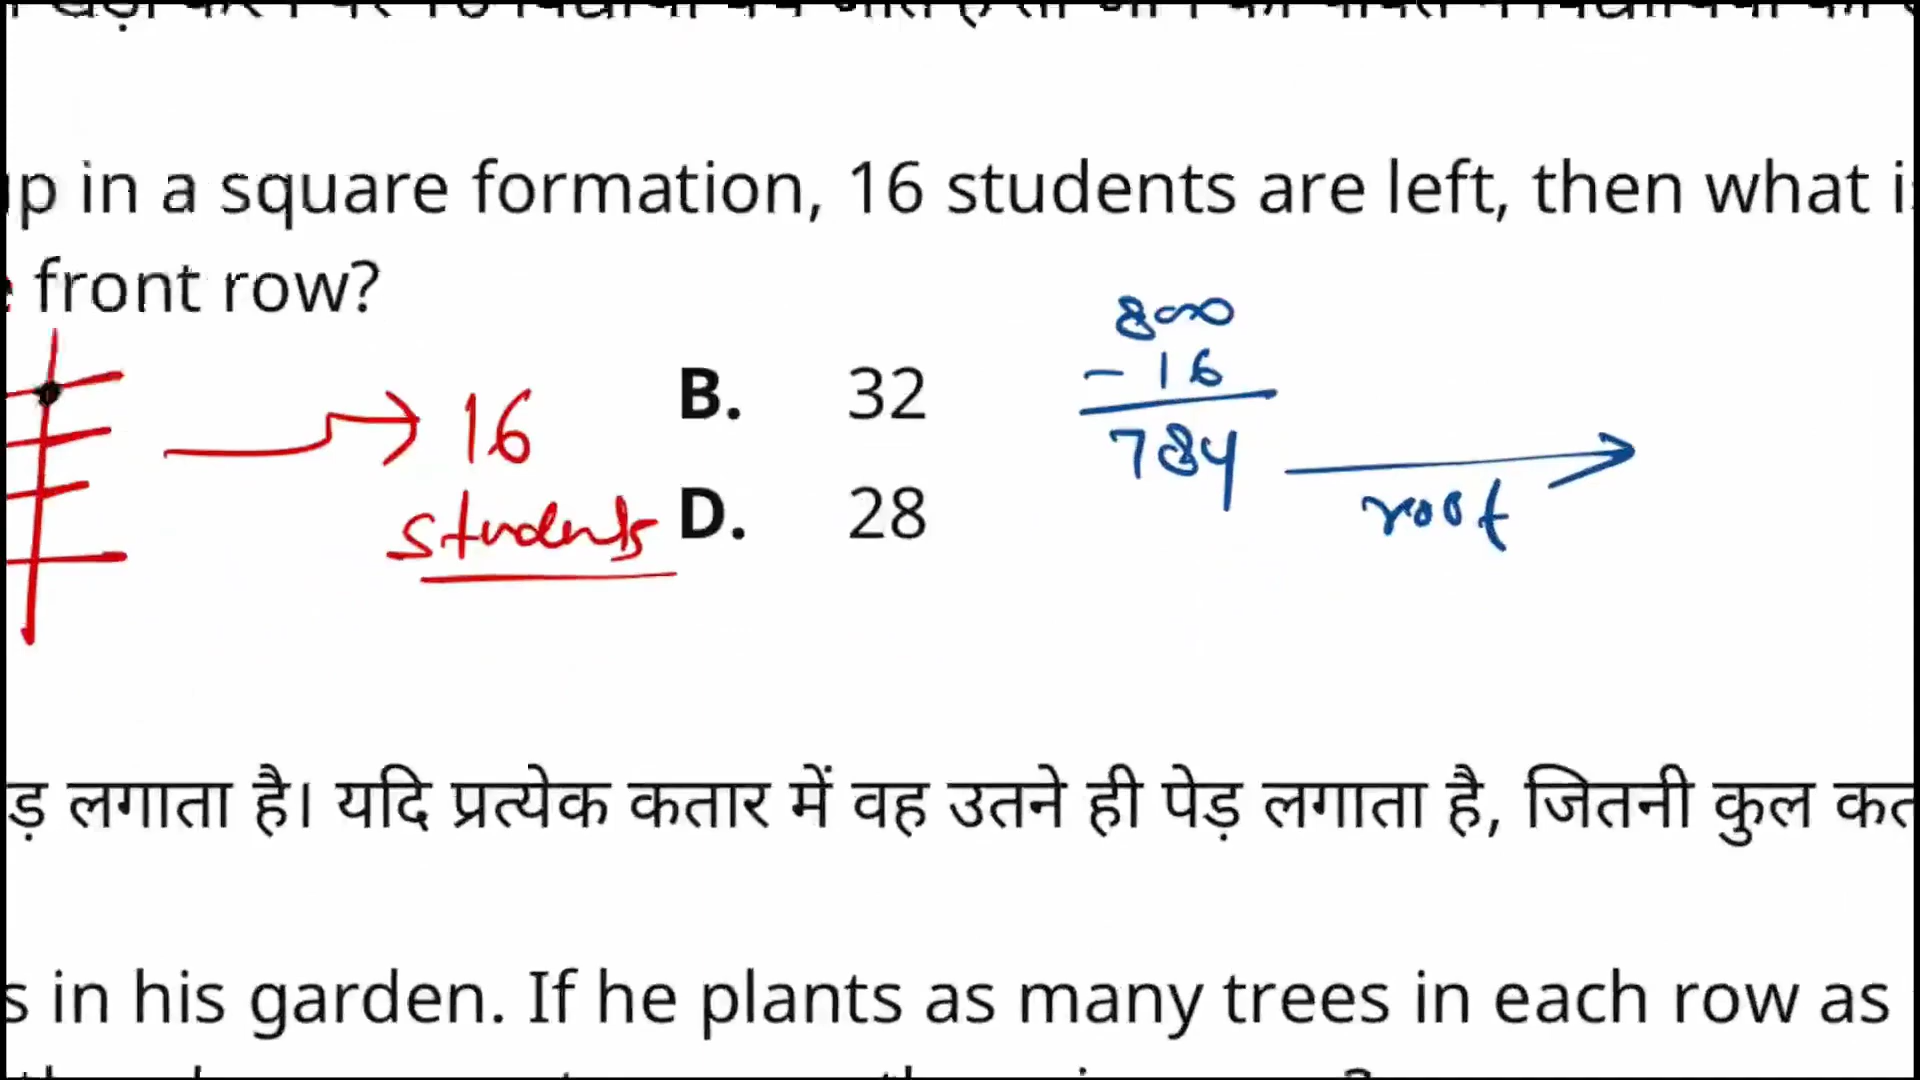 in a square formation, 16 students are left, then what
front row?
800
- 16
784
root
16
students
B. 32
D. 28
लगाता है। यदि प्रत्येक कतार में वह उतने ही पेड़ लगाता है, जितनी कुल
in his garden. If he plants as many trees in each row as